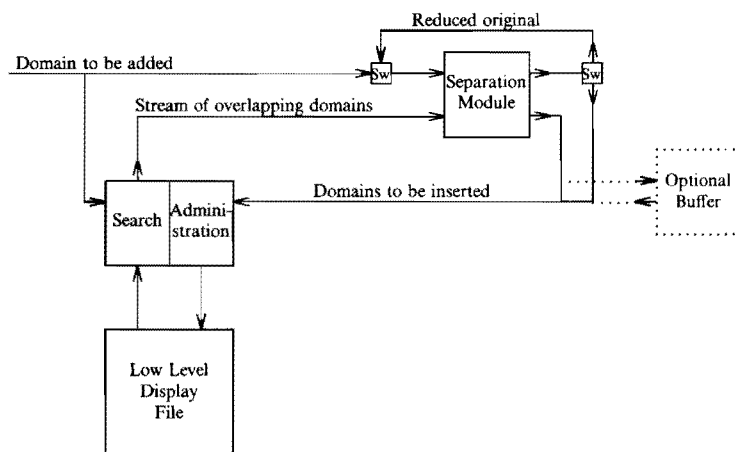 Reduced original
Domain to be added
Sw
Separation
Module
Sw
Stream of overlapping domains
Domains to be inserted
Optional
Buffer
Search
Admini-
stration
Low Level
Display
File